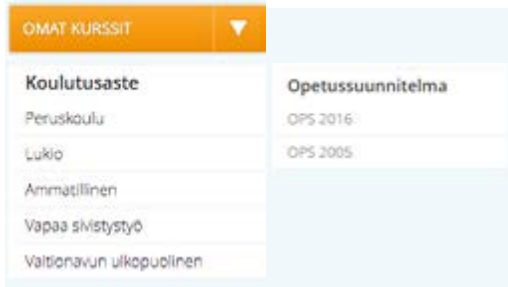 OMAT KURSSIT
Koulutusaste
Peruskoulu
Lukio
Ammatillinen
Vapaa sivistystyö
Valtionavun ulkopuolinen
Opetussuunnitelma
OPS 2016
OPS 2005